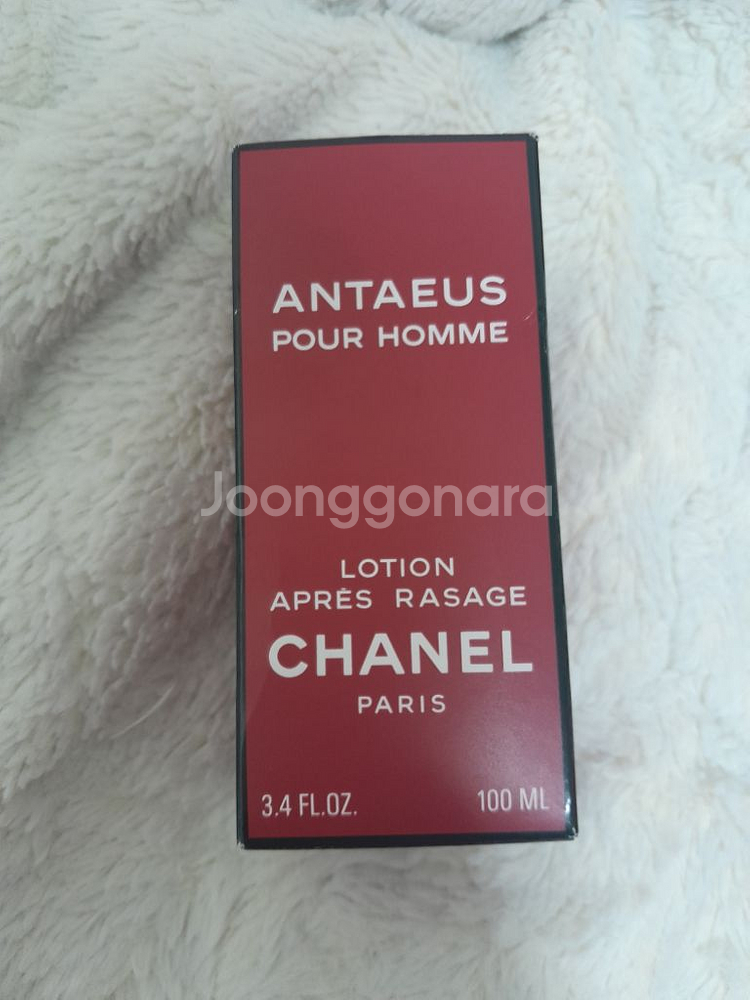 ANTAEUS
POUR HOMME
Joonggonara
LOTION
APRÈS RASAGE
CHANEL
PARIS
3.4 FL.OZ. 100 ML